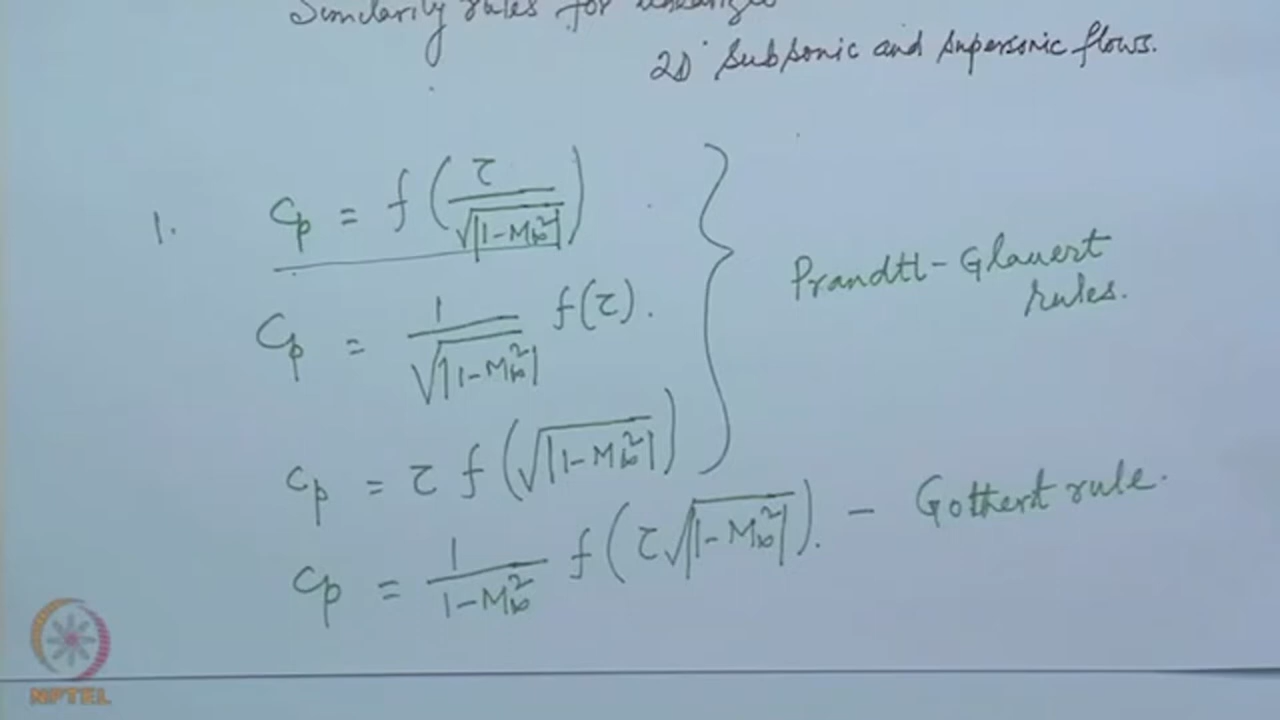 Similarity rules for linearized
2D subsonic and supersonic flows.
1. Cp = f(τ / √|1-M∞²|)
Cp = 1 / √|1-M∞²| f(τ).
Prandtl-Glauert
rules.
Cp = τ f(√|1-M∞²|)
Cp = 1 / 1-M∞² f(τ√|1-M∞²|). - Gothert rule.
NPTEL